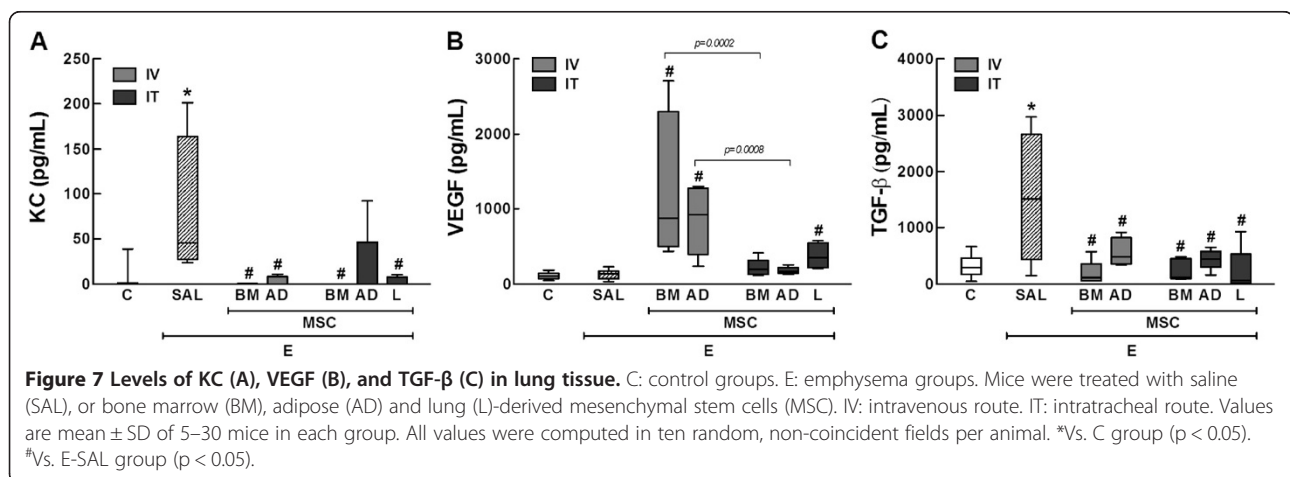 A
B
C
KC (pg/mL)
250
200
150
100
50
0
IV
IT
*
#
#
#
#
C
SAL
BM
AD
BM
AD
L
MSC
E
VEGF (pg/mL)
3000
2000
1000
0
IV
IT
p=0.0002
p=0.0008
#
#
#
C
SAL
BM
AD
BM
AD
L
MSC
E
TGF-β (pg/mL)
4000
3000
2000
1000
0
IV
IT
*
#
#
#
#
#
C
SAL
BM
AD
BM
AD
L
MSC
E
Figure 7 Levels of KC (A), VEGF (B), and TGF-β (C) in lung tissue. C: control groups. E: emphysema groups. Mice were treated with saline
(SAL), or bone marrow (BM), adipose (AD) and lung (L)-derived mesenchymal stem cells (MSC). IV: intravenous route. IT: intratracheal route. Values
are mean ± SD of 5–30 mice in each group. All values were computed in ten random, non-coincident fields per animal. *Vs. C group (p < 0.05).
#Vs. E-SAL group (p < 0.05).